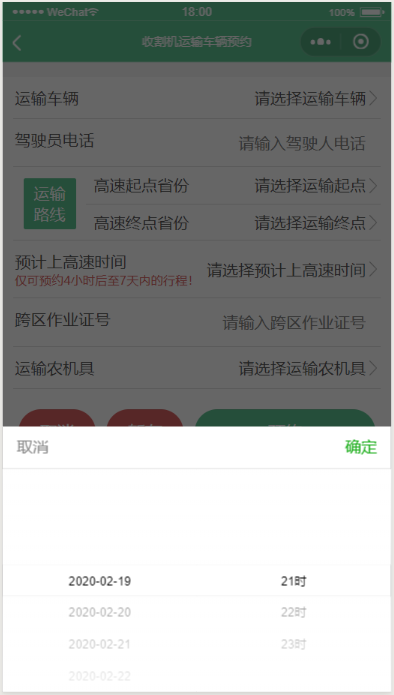 WeChat 18:00 100%
收割机运输车辆预约
运输车辆 请选择运输车辆
驾驶员电话 请输入驾驶人电话
运输路线
高速起点省份 请选择运输起点
高速终点省份 请选择运输终点
预计上高速时间 请选择预计上高速时间
仅可预约4小时后至7天内的行程!
跨区作业证号 请输入跨区作业证号
运输农机具 请选择运输农机具
取消 确定
2020-02-19 21时
2020-02-20 22时
2020-02-21 23时
2020-02-22